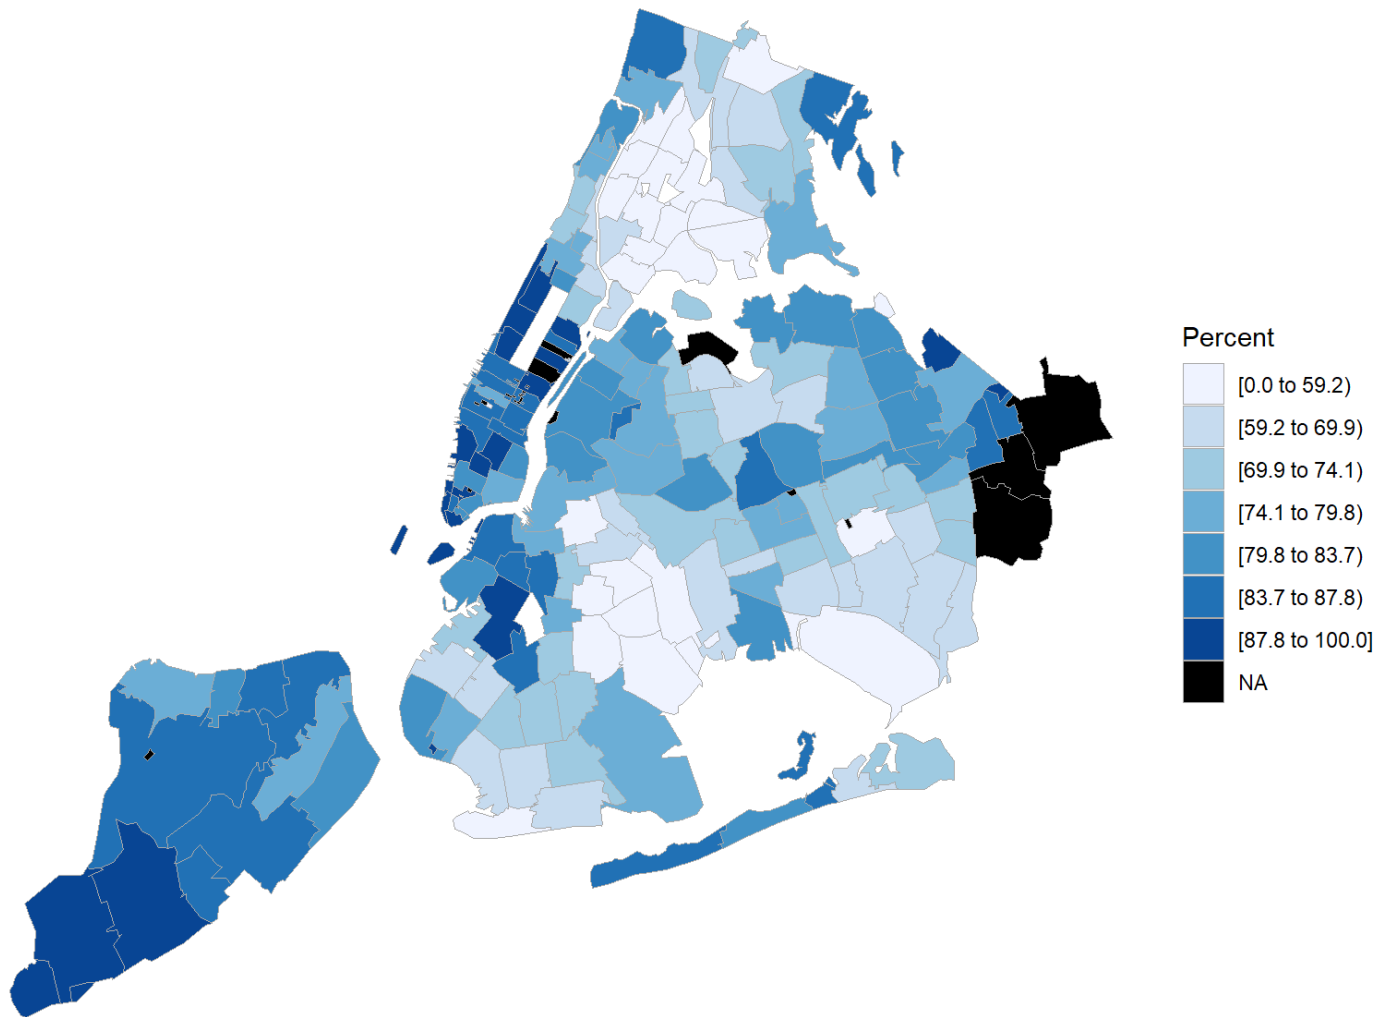 Percent
[0.0 to 59.2)
[59.2 to 69.9)
[69.9 to 74.1)
[74.1 to 79.8)
[79.8 to 83.7)
[83.7 to 87.8)
[87.8 to 100.0]
NA